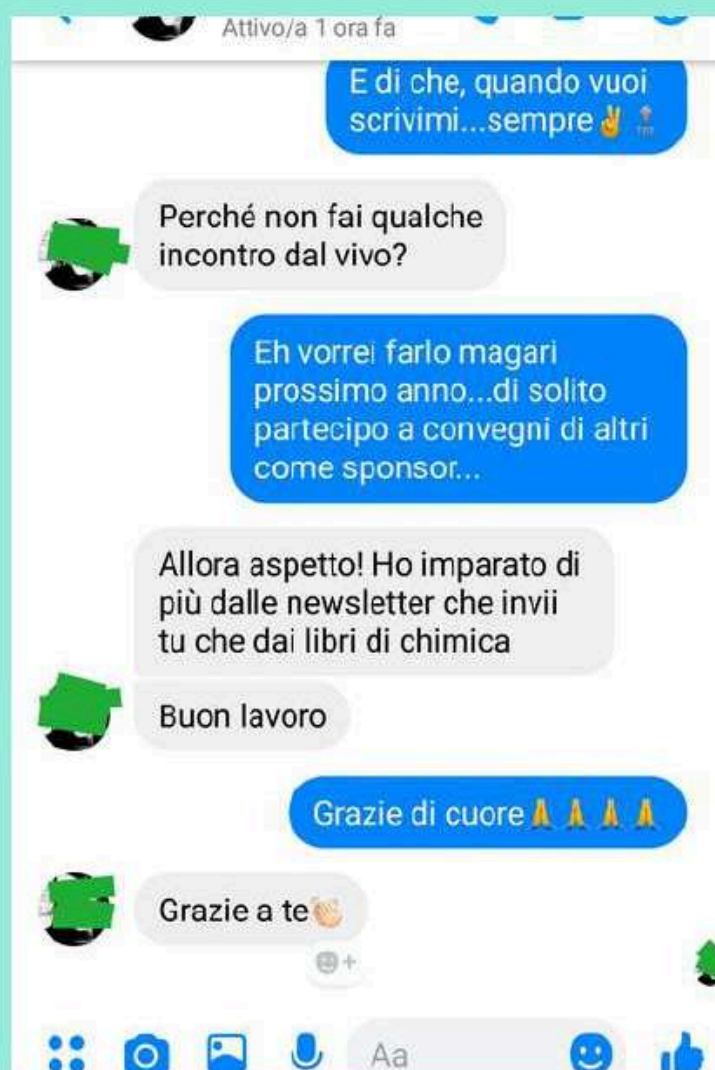 Attivo/a 1 ora fa
E di che, quando vuoi
scrivimi...sempre✌️🔝
Perché non fai qualche
incontro dal vivo?
Eh vorrei farlo magari
prossimo anno...di solito
partecipo a convegni di altri
come sponsor...
Allora aspetto! Ho imparato di
più dalle newsletter che invii
tu che dai libri di chimica
Buon lavoro
Grazie di cuore🙏🙏🙏🙏
Grazie a te👏🏻
Aa